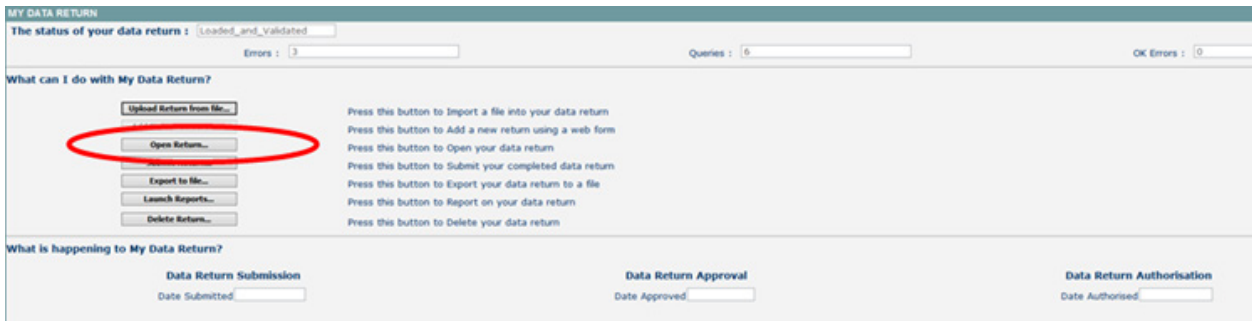 MY DATA RETURN
The status of your data return : Loaded_and_Validated
Errors : 3 Queries : 6 OK Errors : 0
What can I do with My Data Return?
Upload Return from file... Press this button to Import a file into your data return
Press this button to Add a new return using a web form
Open Return... Press this button to Open your data return
Press this button to Submit your completed data return
Export to file... Press this button to Export your data return to a file
Launch Reports... Press this button to Report on your data return
Delete Return... Press this button to Delete your data return
What is happening to My Data Return?
Data Return Submission Data Return Approval Data Return Authorisation
Date Submitted Date Approved Date Authorised